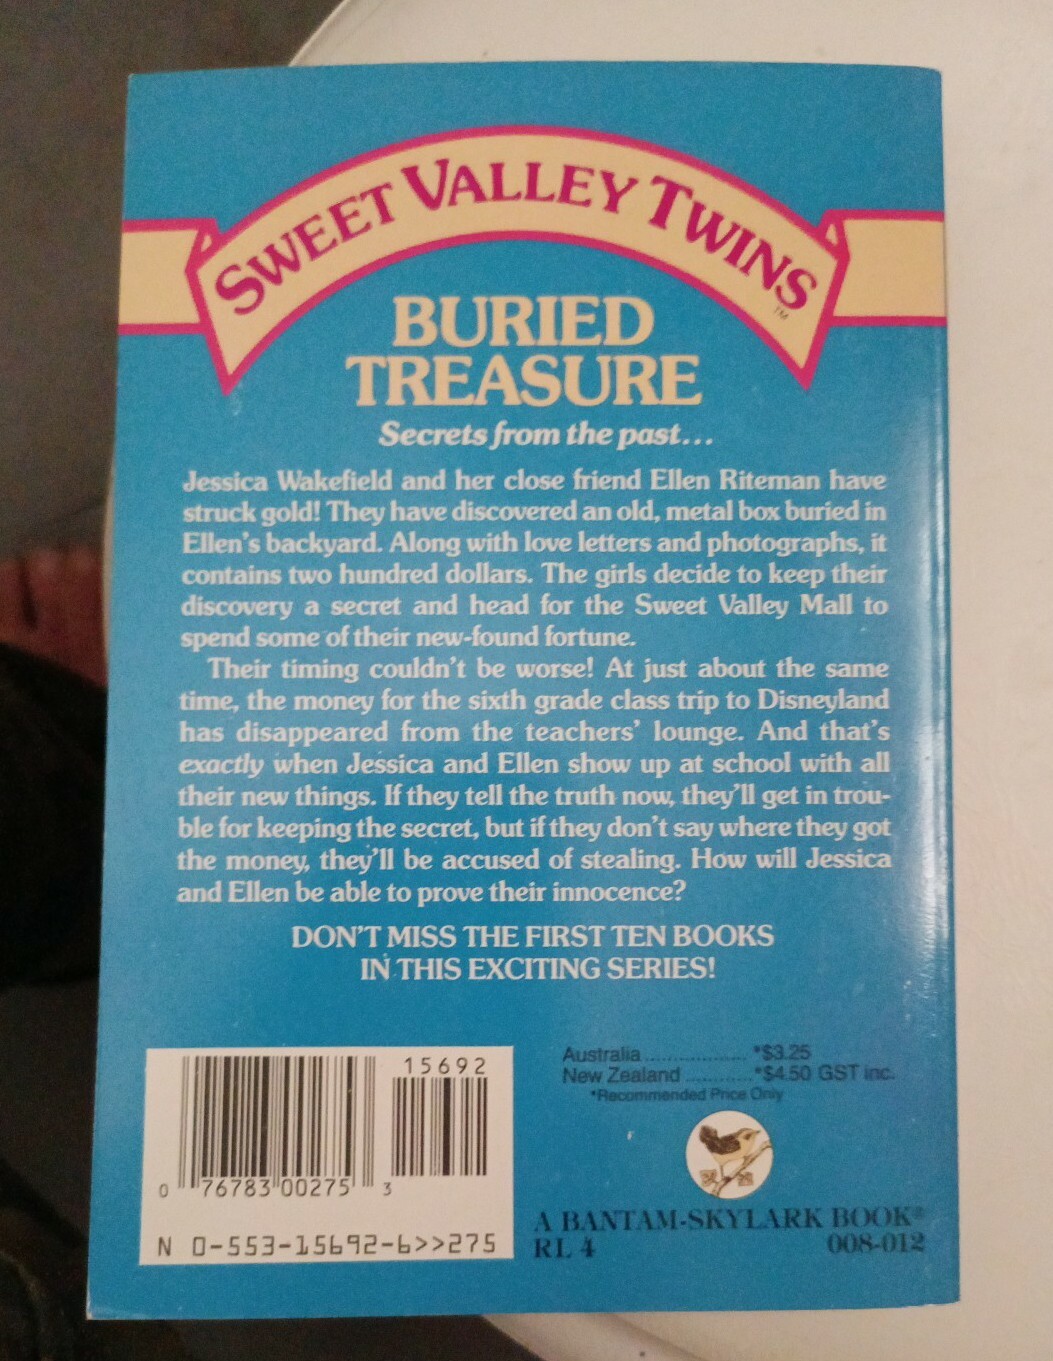 SWEET VALLEY TWINS™
BURIED
TREASURE
Secrets from the past...
Jessica Wakefield and her close friend Ellen Riteman have
struck gold! They have discovered an old, metal box buried in
Ellen's backyard. Along with love letters and photographs, it
contains two hundred dollars. The girls decide to keep their
discovery a secret and head for the Sweet Valley Mall to
spend some of their new-found fortune.
Their timing couldn't be worse! At just about the same
time, the money for the sixth grade class trip to Disneyland
has disappeared from the teachers' lounge. And that's
exactly when Jessica and Ellen show up at school with all
their new things. If they tell the truth now, they'll get in trou-
ble for keeping the secret, but if they don't say where they got
the money, they'll be accused of stealing. How will Jessica
and Ellen be able to prove their innocence?
DON'T MISS THE FIRST TEN BOOKS
IN THIS EXCITING SERIES!
15692
0 76783 00275 3
N 0-553-15692-6>>275
Australia .................. *$3.25
New Zealand ............*$4.50 GST inc.
*Recommended Price Only
F
A BANTAM-SKYLARK BOOK®
RL 4 008-012